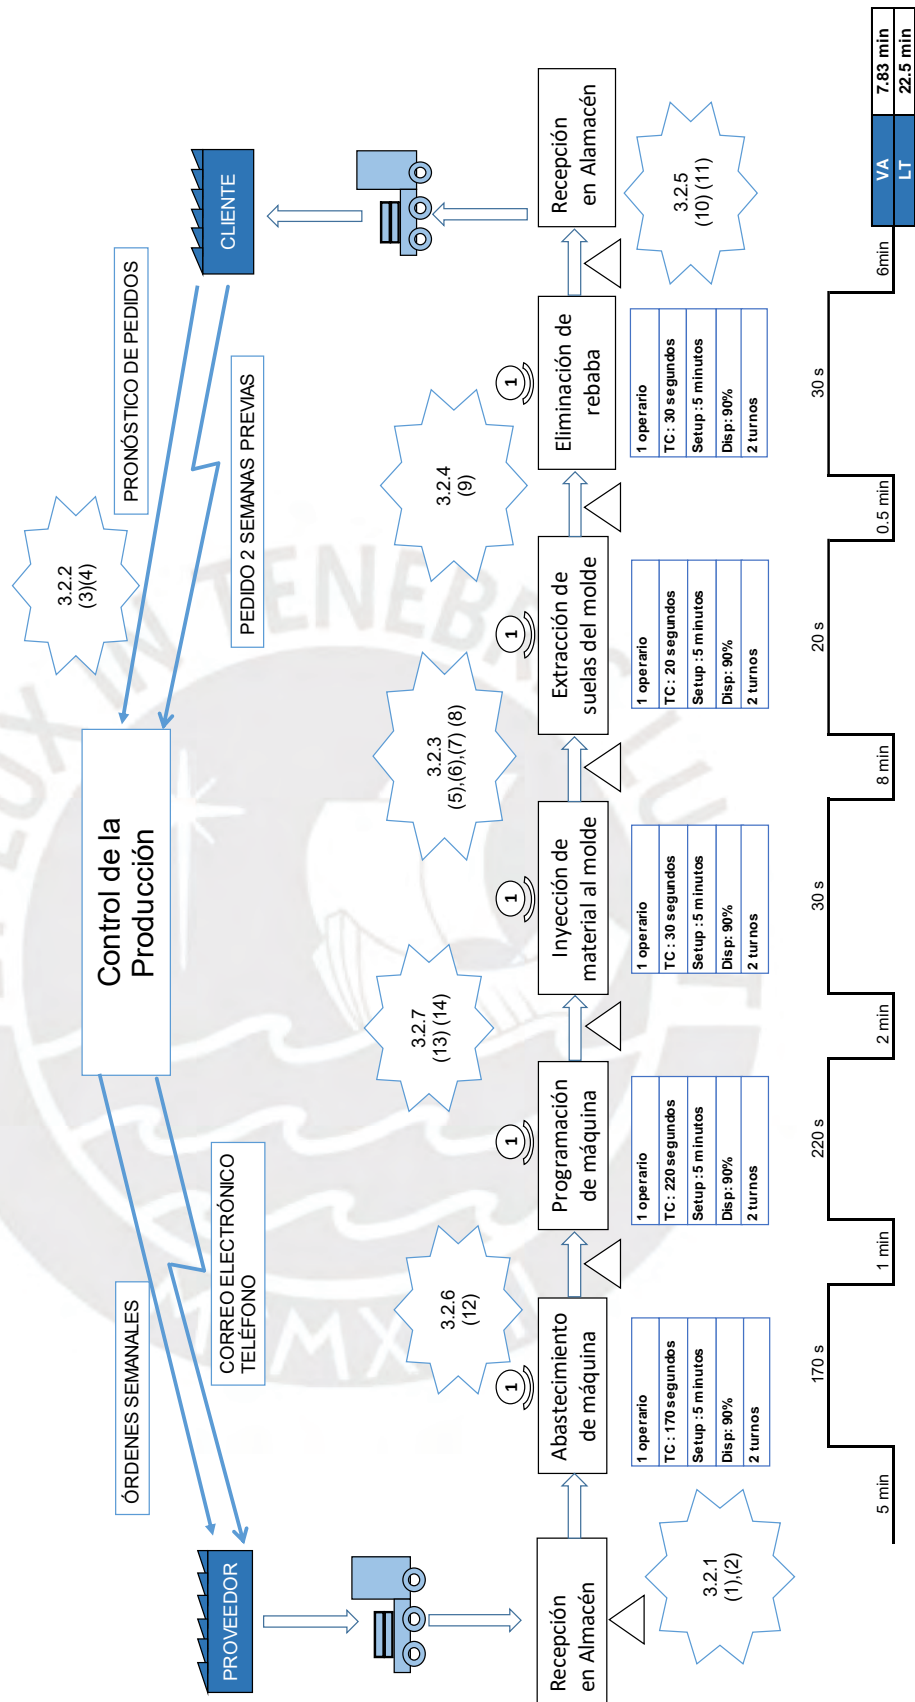 Control de la
Producción
ÓRDENES SEMANALES
CORREO ELECTRÓNICO
TELÉFONO
PRONÓSTICO DE PEDIDOS
PEDIDO 2 SEMANAS PREVIAS
3.2.2
(3)(4)
PROVEEDOR
CLIENTE
3.2.6
(12)
3.2.7
(13) (14)
3.2.3
(5),(6),(7) (8)
3.2.4
(9)
1
1
1
1
1
Recepción
en Almacén
Abastecimiento
de máquina
Programación
de máquina
Inyección de
material al molde
Extracción de
suelas del molde
Eliminación de
rebaba
Recepción
en Alamacén
3.2.1
(1),(2)
1 operario
TC : 170 segundos
Setup : 5 minutos
Disp: 90%
2 turnos
1 operario
TC : 220 segundos
Setup : 5 minutos
Disp: 90%
2 turnos
1 operario
TC : 30 segundos
Setup : 5 minutos
Disp: 90%
2 turnos
1 operario
TC : 20 segundos
Setup : 5 minutos
Disp: 90%
2 turnos
1 operario
TC : 30 segundos
Setup : 5 minutos
Disp: 90%
2 turnos
3.2.5
(10) (11)
5 min
170 s
1 min
220 s
2 min
30 s
8 min
20 s
0.5 min
30 s
6min
VA 7.83 min
LT 22.5 min